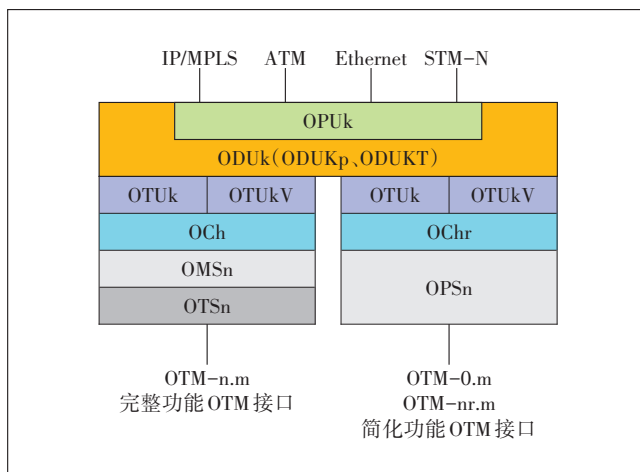 IP/MPLS ATM Ethernet STM-N
OPUk
ODUk(ODUKp、ODUKT)
OTUk OTUkV OTUk OTUkV
OCh OChr
OMSn
OPSn
OTSn
OTM-n.m
完整功能OTM接口
OTM-0.m
OTM-nr.m
简化功能OTM接口